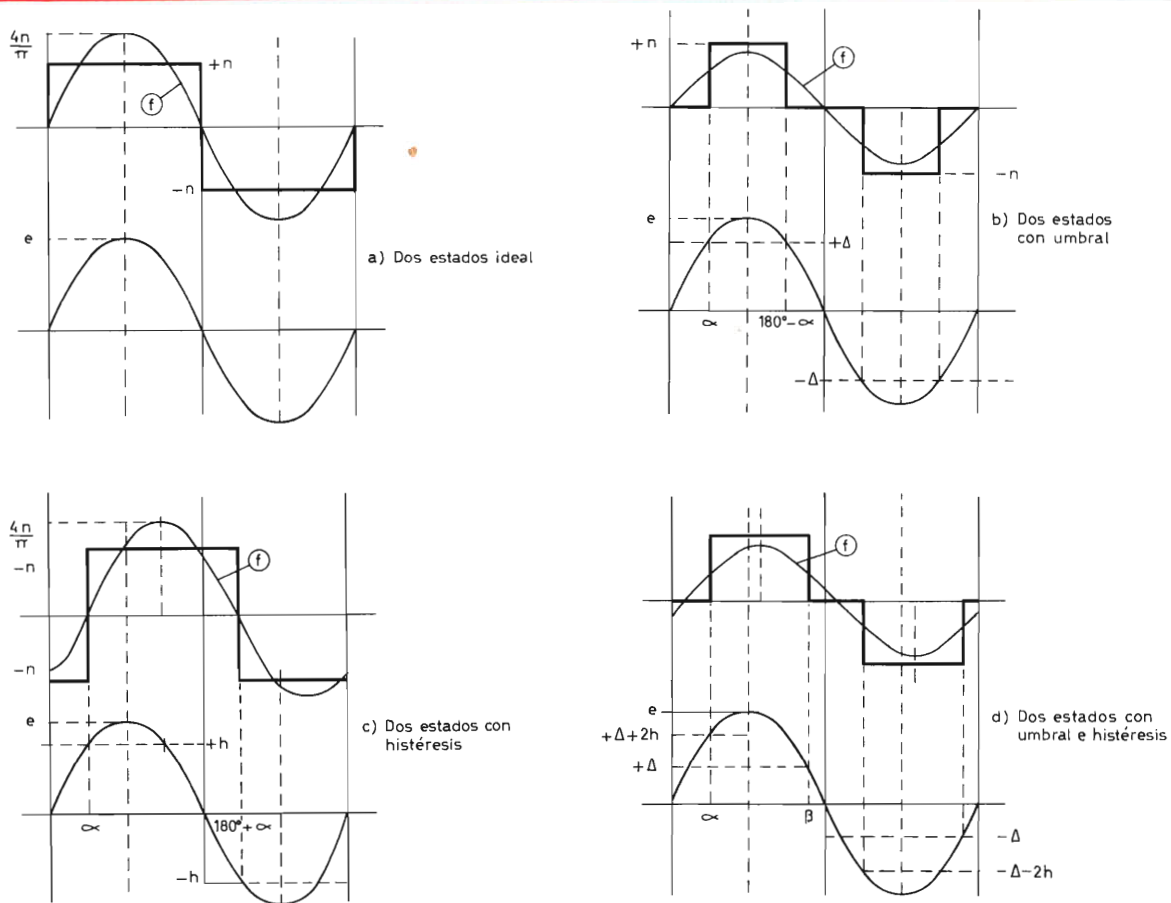 4n
π
+n
f
-n
e
a) Dos estados ideal
+n
f
-n
e
+Δ
b) Dos estados
con umbral
∝
180°-∝
-Δ
4n
π
-n
f
-n
e
+h
c) Dos estados con
histéresis
∝
180°+∝
-h
f
e
+Δ+2h
+Δ
d) Dos estados con
umbral e histéresis
∝
β
-Δ
-Δ-2h